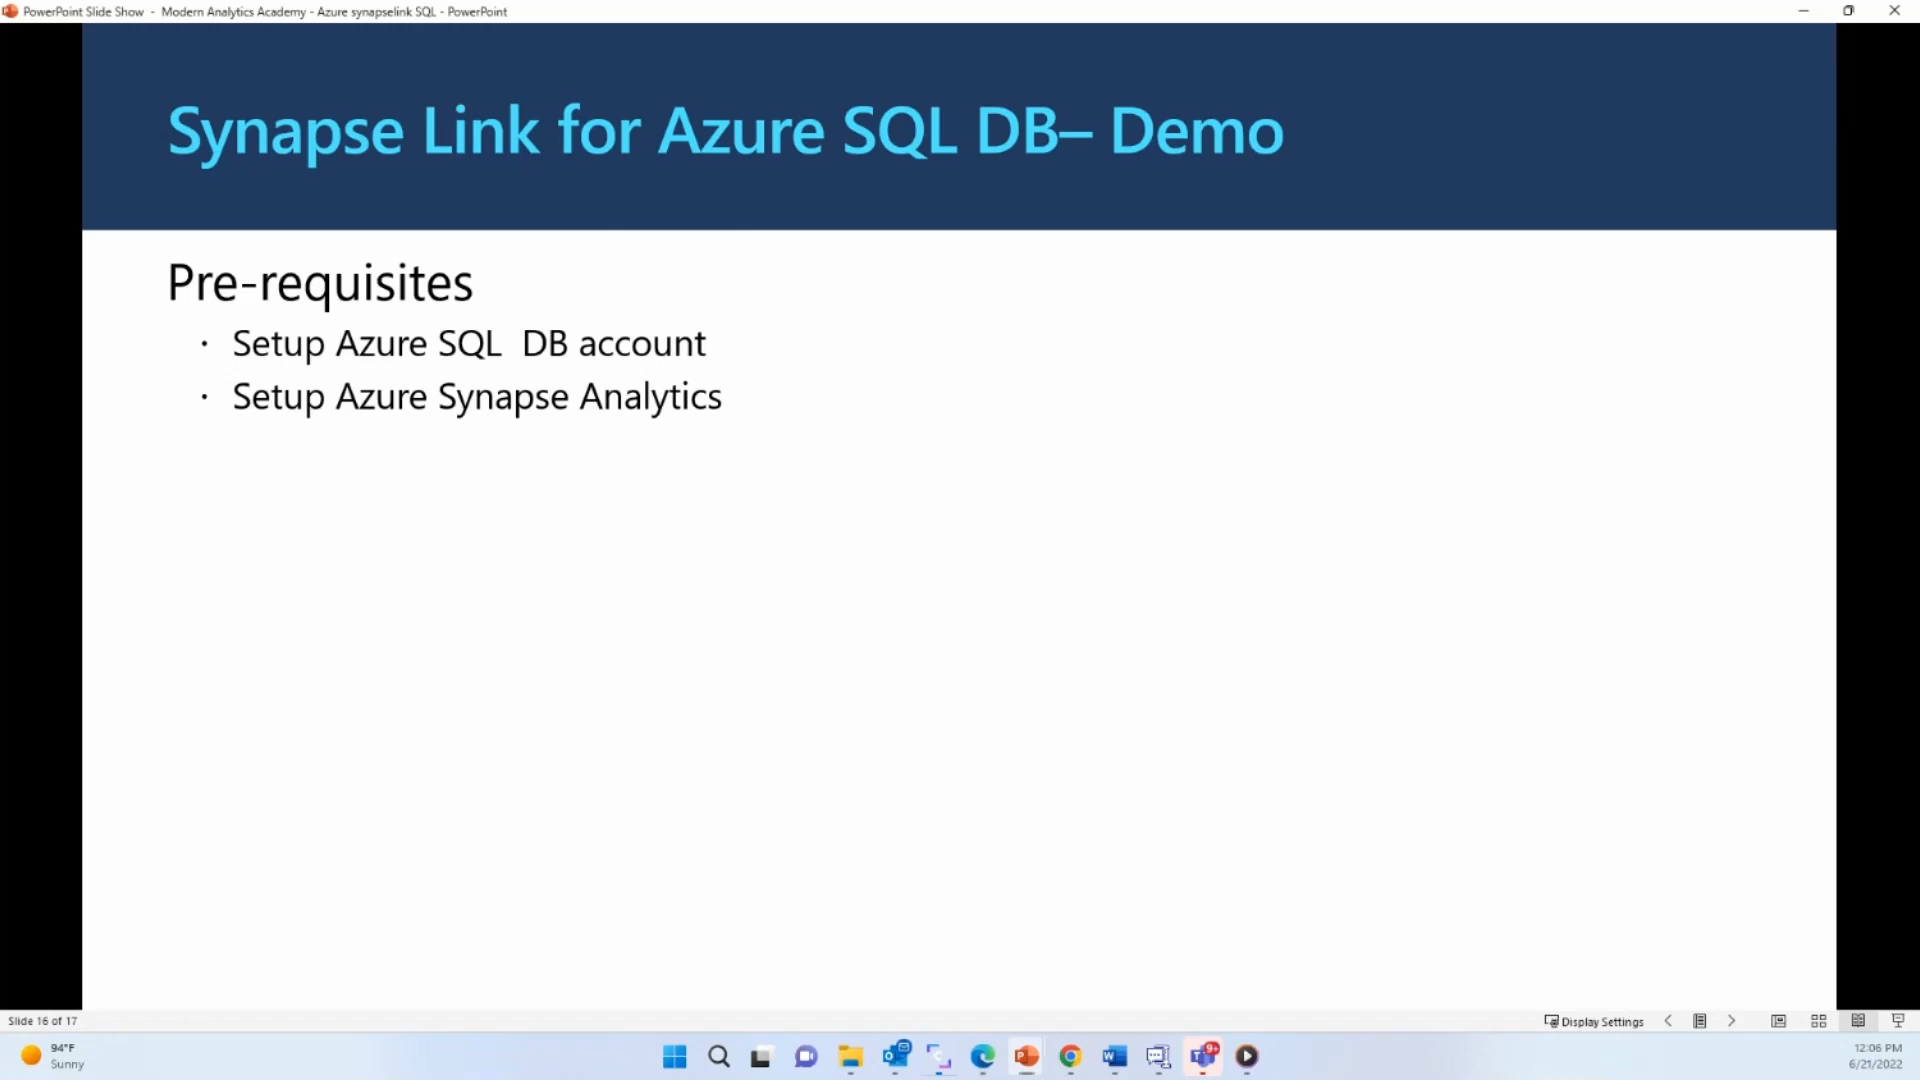 PowerPoint Slide Show - Modern Analytics Academy - Azure synapselink SQL - PowerPoint
Synapse Link for Azure SQL DB– Demo
Pre-requisites
· Setup Azure SQL  DB account
· Setup Azure Synapse Analytics
Slide 16 of 17
Display Settings
94°F
Sunny
9+
12:06 PM
6/21/2022